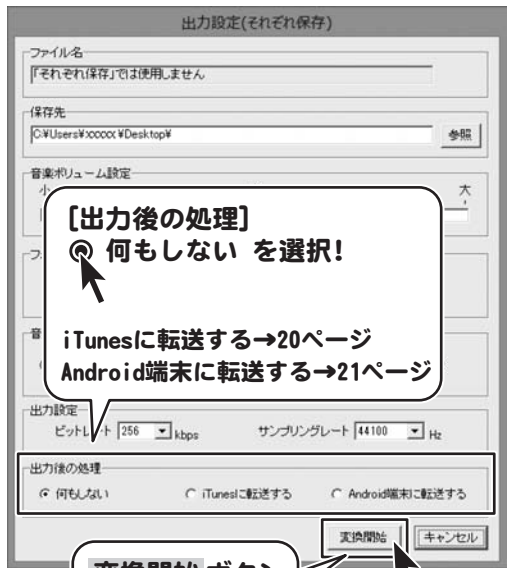 出力設定(それぞれ保存)
ファイル名
「それぞれ保存」では使用しません
保存先
C:¥Users¥xxxxx¥Desktop¥
参照
音楽ボリューム設定
小
大
[出力後の処理]
◉ 何もしない を選択!
iTunesに転送する→20ページ
Android端末に転送する→21ページ
出力設定
256 kbps サンプリングレート 44100 Hz
出力後の処理
何もしない iTunesに転送する Android端末に転送する
変換開始 キャンセル
変換開始 ボタン